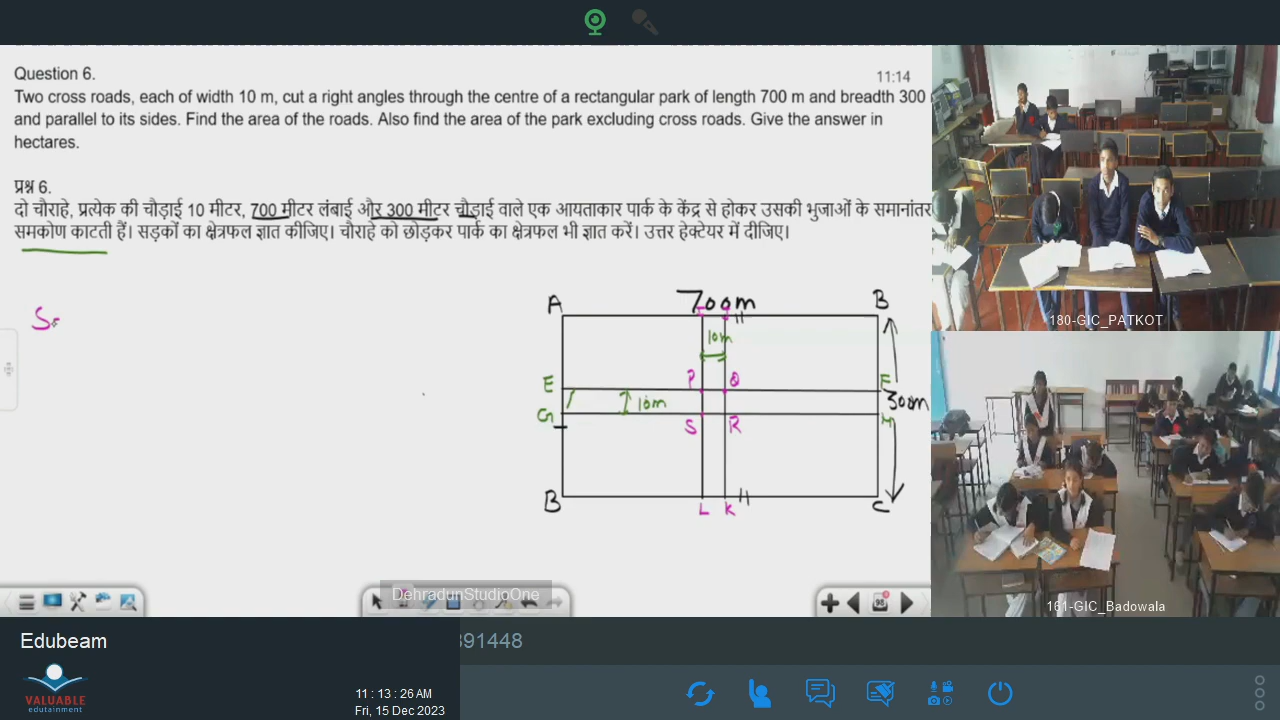 Question 6.
11:14
Two cross roads, each of width 10 m, cut a right angles through the centre of a rectangular park of length 700 m and breadth 300
and parallel to its sides. Find the area of the roads. Also find the area of the park excluding cross roads. Give the answer in
hectares.
प्रश्न 6.
दो चौराहे, प्रत्येक की चौड़ाई 10 मीटर, 700 मीटर लंबाई और 300 मीटर चौड़ाई वाले एक आयताकार पार्क के केंद्र से होकर उसकी भुजाओं के समानांतर
समकोण काटती हैं। सड़कों का क्षेत्रफल ज्ञात कीजिए। चौराहे को छोड़कर पार्क का क्षेत्रफल भी ज्ञात करें। उत्तर हेक्टेयर में दीजिए।
A 700m B
10m
E P Q F
10m 300m
G S R H
B L K C
180-GIC_PATKOT
161-GIC_Badowala
DehradunStudioOne
Edubeam
391448
VALUABLE
edutainment
11 : 13 : 26 AM
Fri, 15 Dec 2023